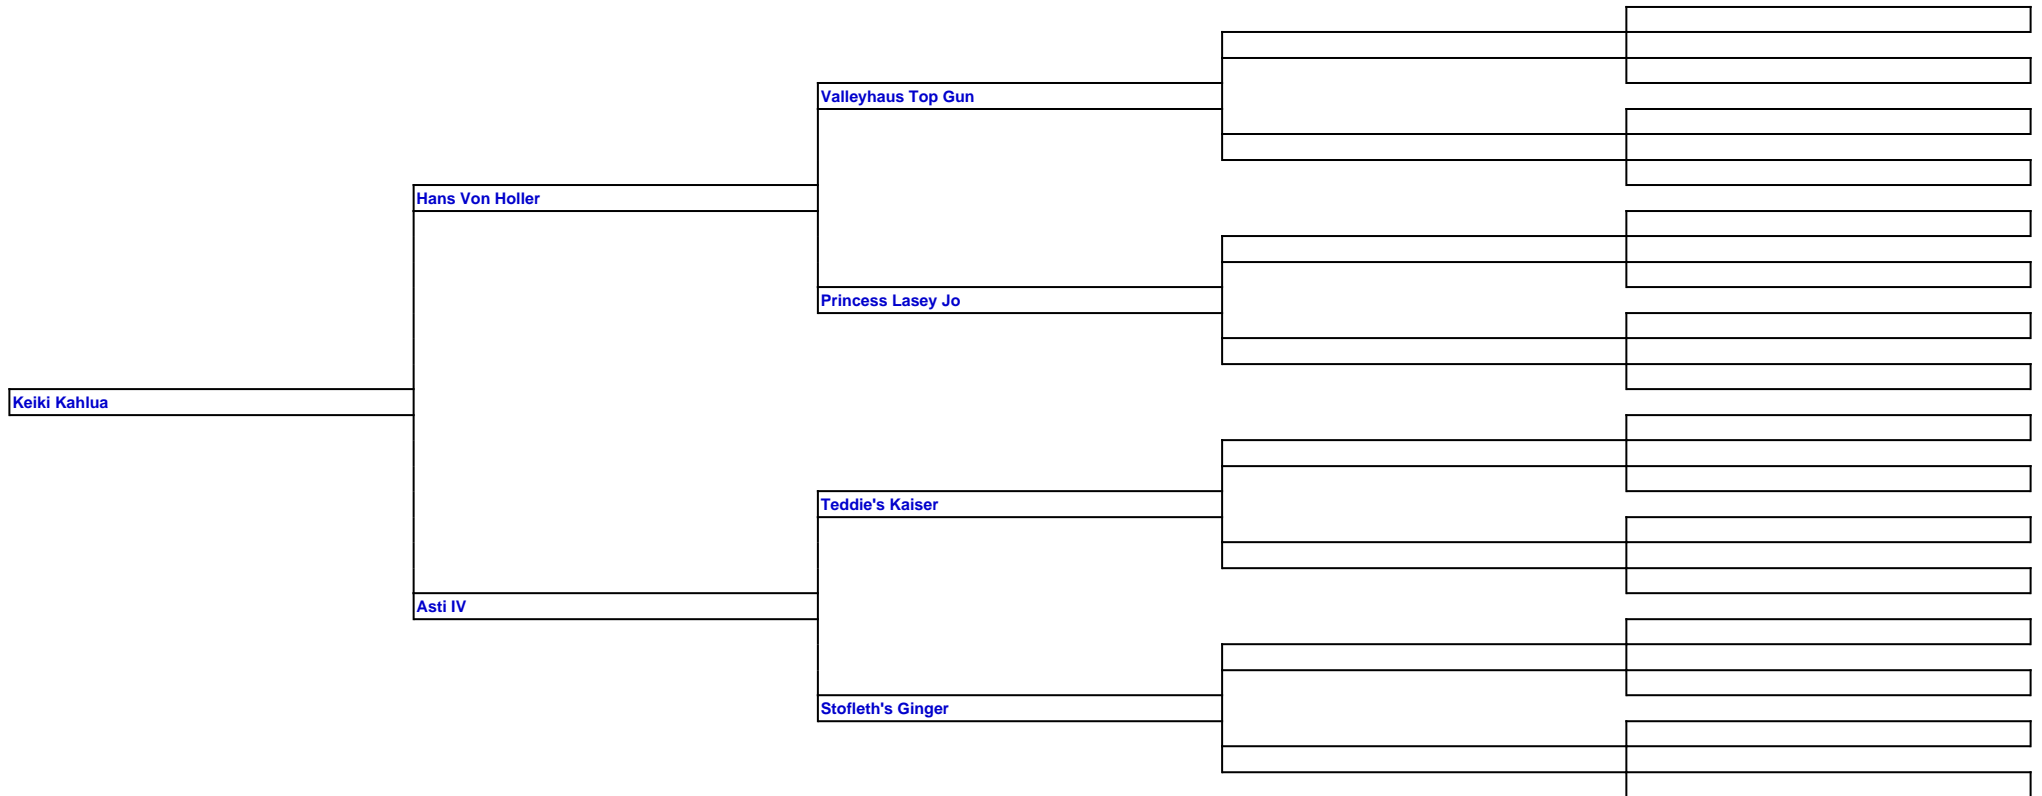 Valleyhaus Top Gun
Hans Von Holler
Princess Lasey Jo
Keiki Kahlua
Teddie's Kaiser
Asti IV
Stofleth's Ginger